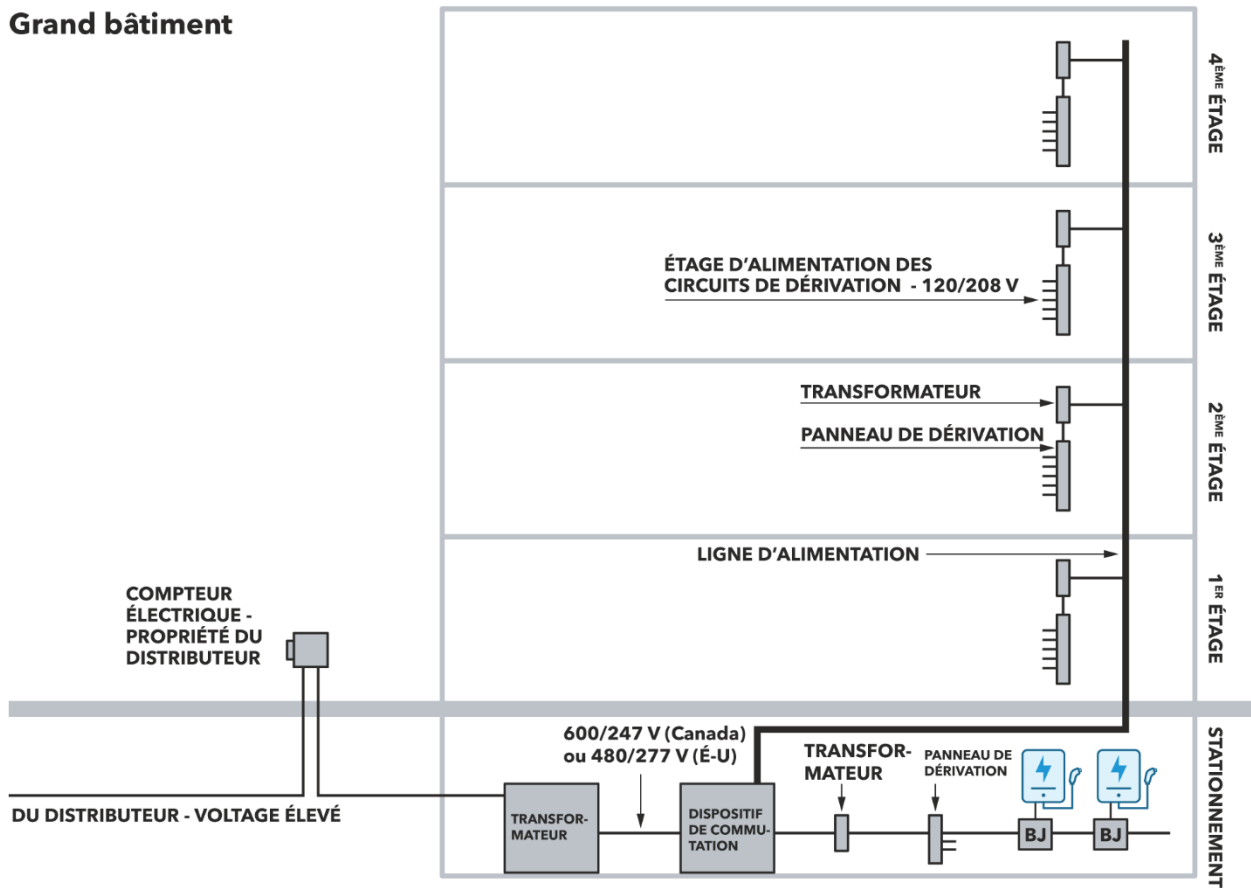 Grand bâtiment
4ÈME ÉTAGE
3ÈME ÉTAGE
ÉTAGE D'ALIMENTATION DES
CIRCUITS DE DÉRIVATION - 120/208 V
2ÈME ÉTAGE
TRANSFORMATEUR
PANNEAU DE DÉRIVATION
LIGNE D'ALIMENTATION
1ER ÉTAGE
COMPTEUR
ÉLECTRIQUE -
PROPRIÉTÉ DU
DISTRIBUTEUR
600/247 V (Canada)
ou 480/277 V (É-U)
TRANSFOR-
MATEUR
PANNEAU DE
DÉRIVATION
STATIONNEMENT
DU DISTRIBUTEUR - VOLTAGE ÉLEVÉ
TRANSFOR-
MATEUR
DISPOSITIF
DE COMMU-
TATION
BJ
BJ